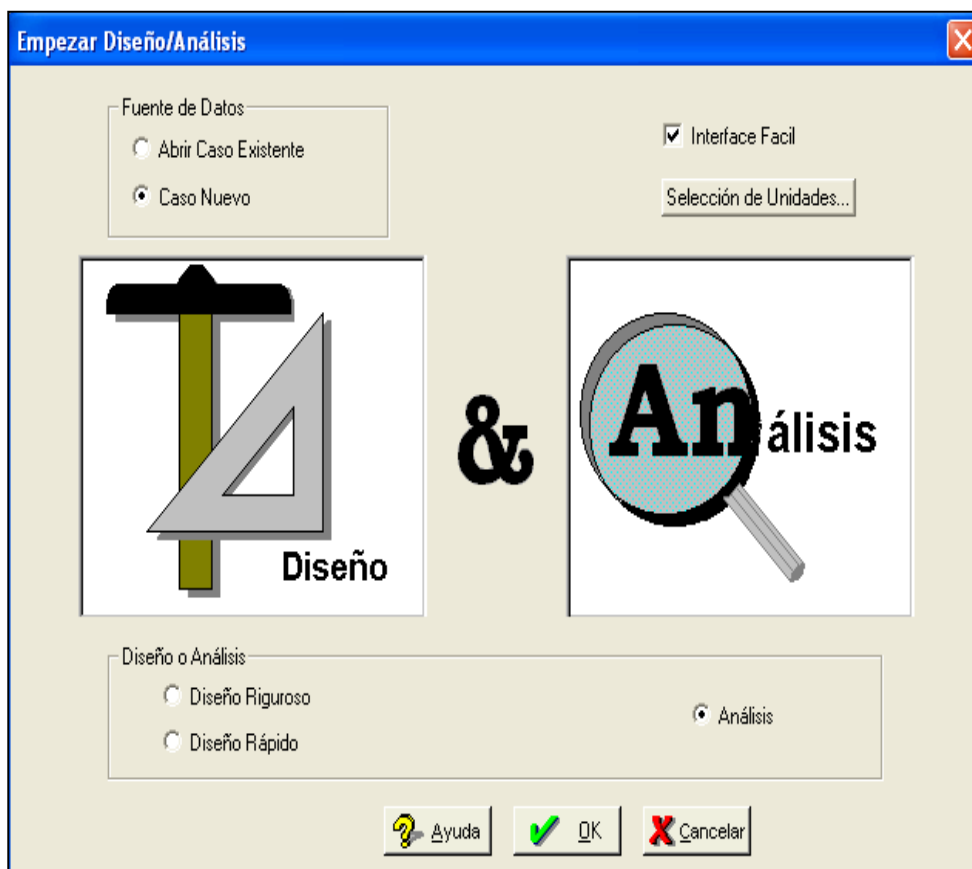 Empezar Diseño/Análisis
Fuente de Datos
Abrir Caso Existente
Caso Nuevo
Interface Facil
Selección de Unidades...
Diseño
&
Análisis
Diseño o Análisis
Diseño Riguroso
Diseño Rápido
Análisis
Ayuda
OK
Cancelar